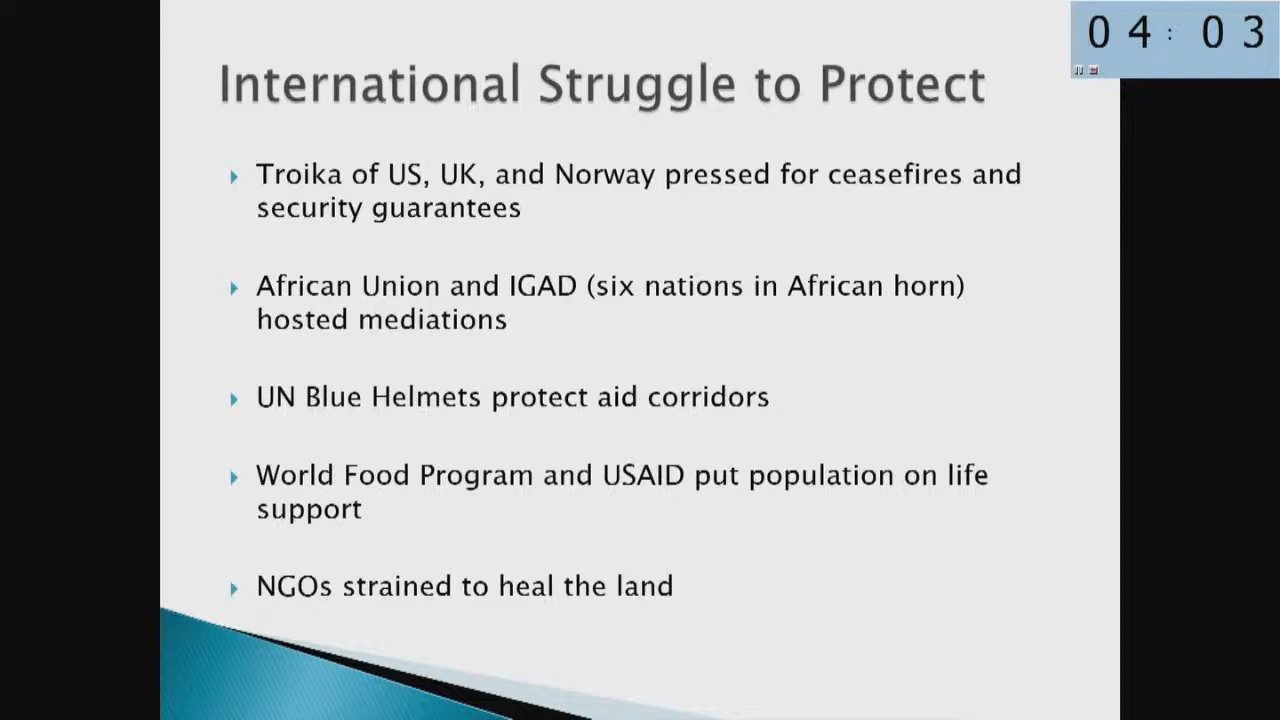 04:03
International Struggle to Protect
Troika of US, UK, and Norway pressed for ceasefires and
security guarantees
African Union and IGAD (six nations in African horn)
hosted mediations
UN Blue Helmets protect aid corridors
World Food Program and USAID put population on life
support
NGOs strained to heal the land